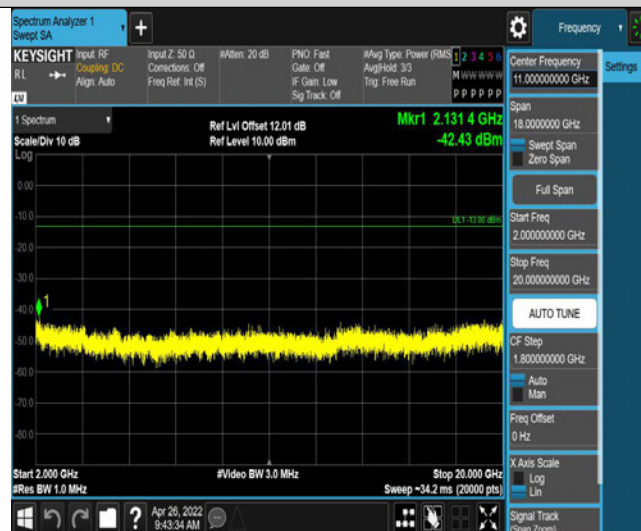 Spectrum Analyzer 1
Swept SA
+
Frequency
KEYSIGHT
RL
Input: RF
Coupling: DC
Align: Auto
Input Z: 50 Ω
Corrections: Off
Freq Ref: Int (S)
#Atten: 20 dB
PNO: Fast
Gate: Off
IF Gain: Low
Sig Track: Off
#Avg Type: Power (RMS
Avg|Hold: 3/3
Trig: Free Run
1 2 3 4 5 6
M W W W W W
P P P P P P
1 Spectrum
Scale/Div 10 dB
Ref Lvl Offset 12.01 dB
Ref Level 10.00 dBm
Mkr1 2.131 4 GHz
-42.43 dBm
Log
0.00
-10.0
DL1 -13.00 dBm
-20.0
-30.0
-40.0
1
-50.0
-60.0
-70.0
-80.0
Start 2.000 GHz
#Res BW 1.0 MHz
#Video BW 3.0 MHz
Stop 20.000 GHz
Sweep ~34.2 ms (20000 pts)
Center Frequency
11.000000000 GHz
Settings
Span
18.0000000 GHz
Swept Span
Zero Span
Full Span
Start Freq
2.000000000 GHz
Stop Freq
20.000000000 GHz
AUTO TUNE
CF Step
1.800000000 GHz
Auto
Man
Freq Offset
0 Hz
X Axis Scale
Log
Lin
Signal Track
(Span Zoom)
?
Apr 26, 2022
9:43:34 AM